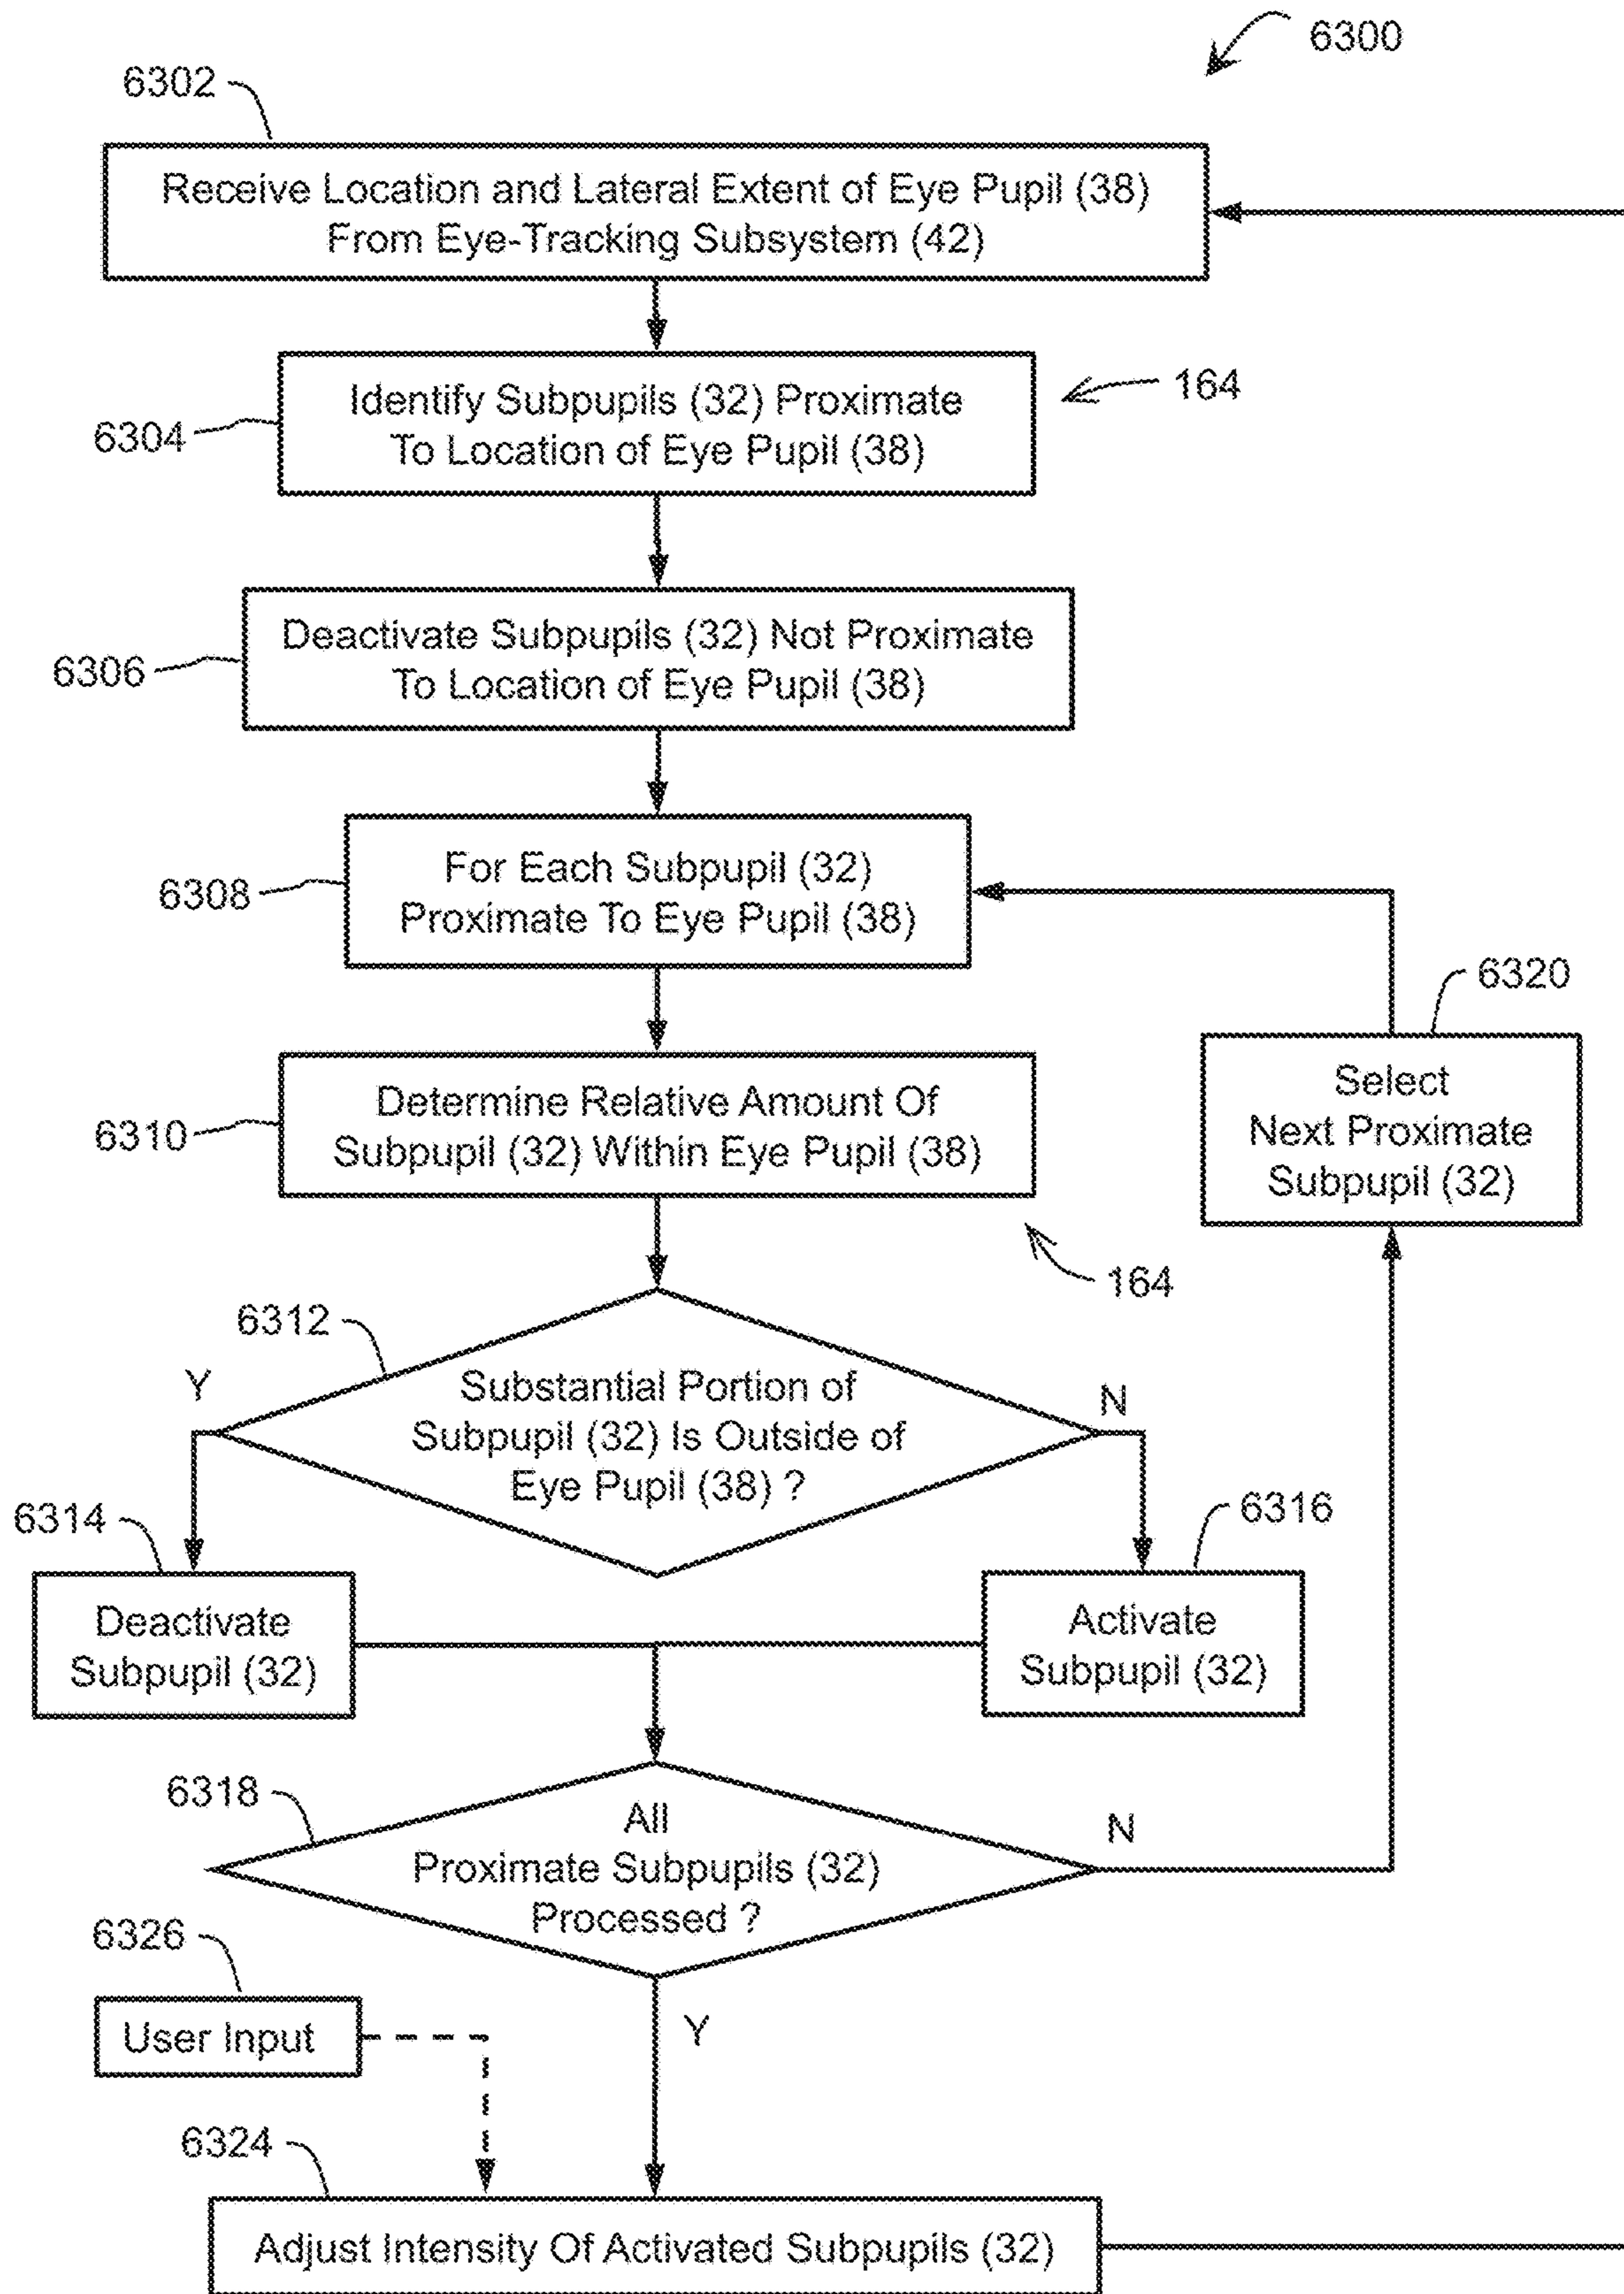 6300
6302
Receive Location and Lateral Extent of Eye Pupil (38)
From Eye-Tracking Subsystem (42)
164
6304
Identify Subpupils (32) Proximate
To Location of Eye Pupil (38)
6306
Deactivate Subpupils (32) Not Proximate
To Location of Eye Pupil (38)
6308
For Each Subpupil (32)
Proximate To Eye Pupil (38)
6320
Select
Next Proximate
Subpupil (32)
6310
Determine Relative Amount Of
Subpupil (32) Within Eye Pupil (38)
164
6312
Y
Substantial Portion of
Subpupil (32) Is Outside of
Eye Pupil (38) ?
N
6314
Deactivate
Subpupil (32)
6316
Activate
Subpupil (32)
6318
All
Proximate Subpupils (32)
Processed ?
N
6326
User Input
Y
6324
Adjust Intensity Of Activated Subpupils (32)